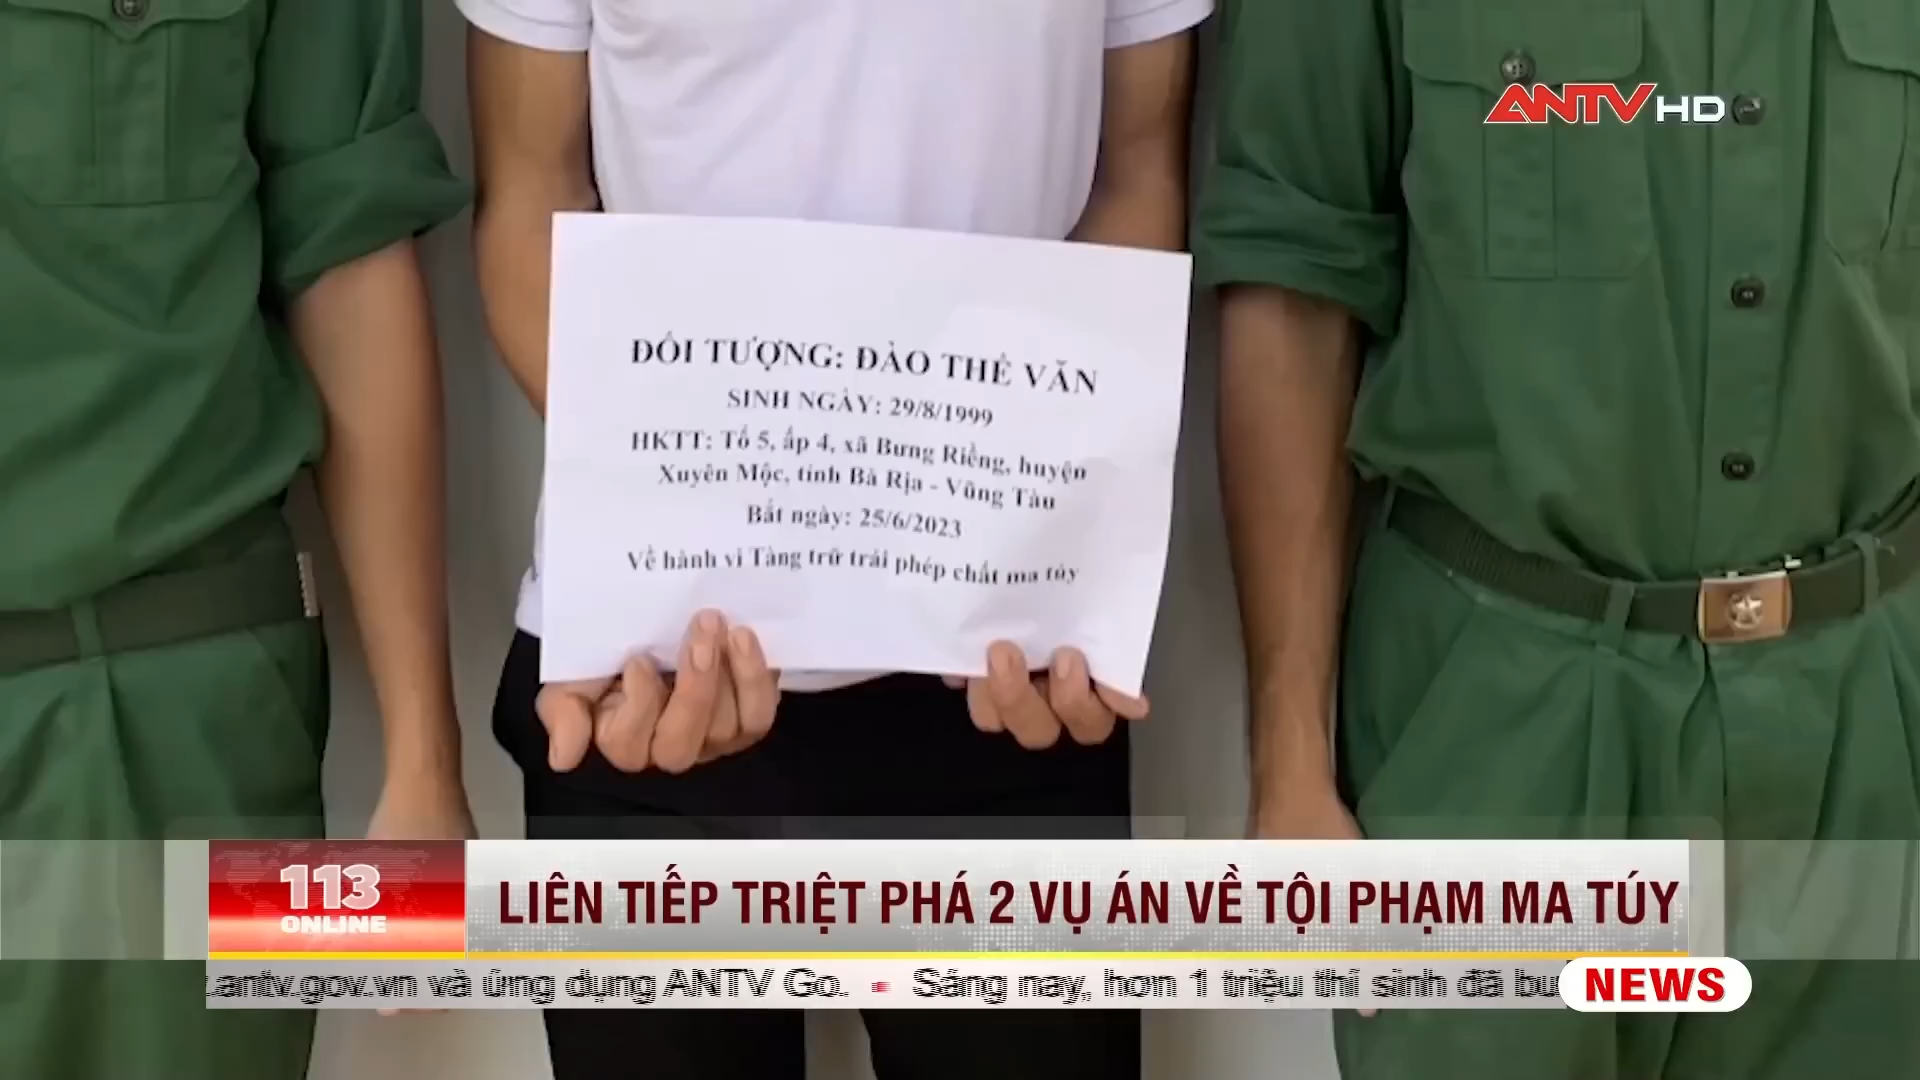 ANTV HD
ĐỐI TƯỢNG: ĐÀO THẾ VĂN
SINH NGÀY: 29/8/1999
HKTT: Tổ 5, ấp 4, xã Bưng Riềng, huyện
Xuyên Mộc, tỉnh Bà Rịa - Vũng Tàu
Bắt ngày: 25/6/2023
Về hành vi Tàng trữ trái phép chất ma túy
113
ONLINE
LIÊN TIẾP TRIỆT PHÁ 2 VỤ ÁN VỀ TỘI PHẠM MA TÚY
.antv.gov.vn và ứng dụng ANTV Go. Sáng nay, hơn 1 triệu thí sinh đã
NEWS